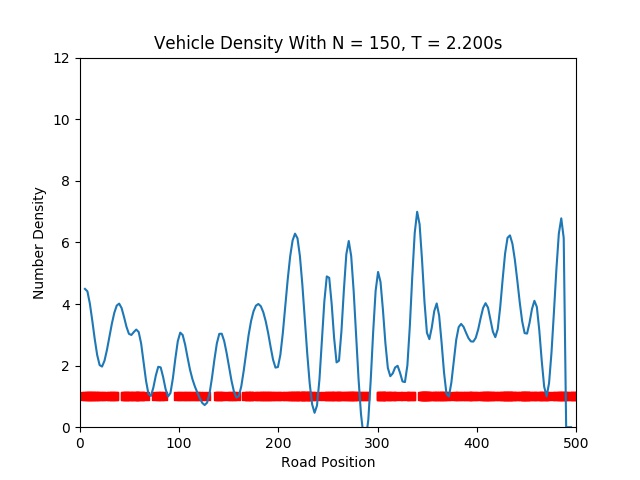 Vehicle Density With N = 150, T = 2.200s
12
10
8
6
4
2
0
Number Density
0 100 200 300 400 500
Road Position